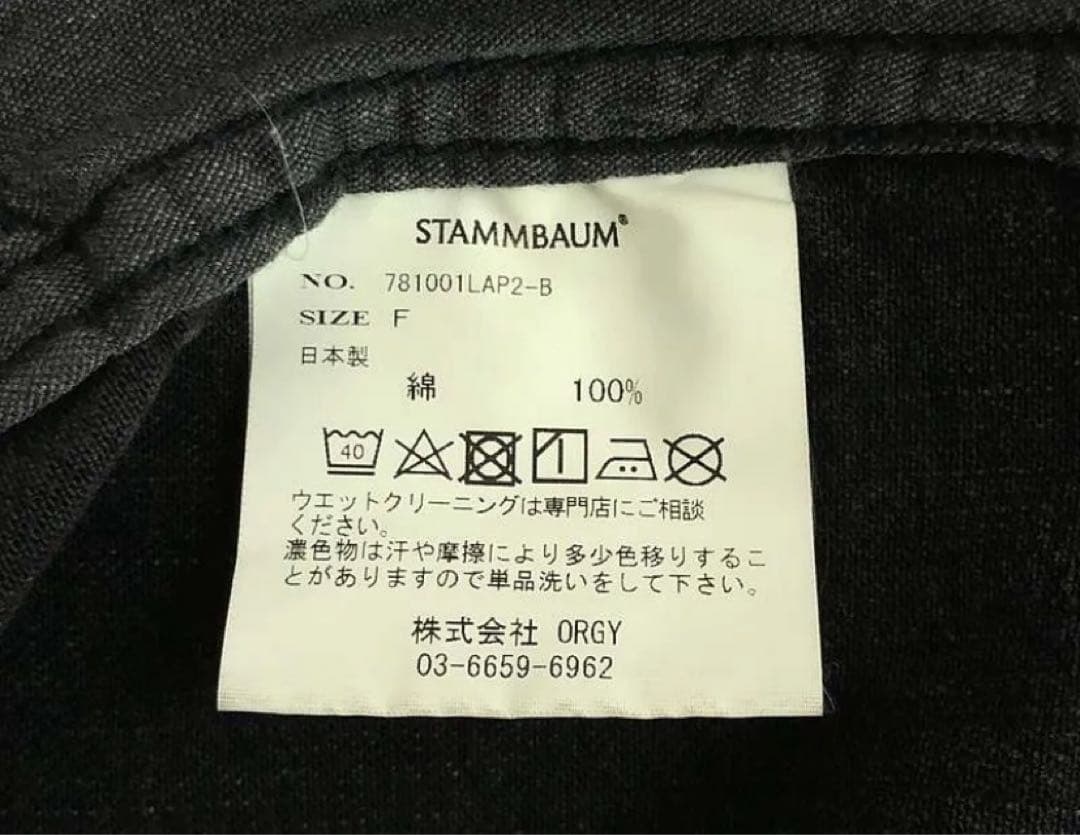 STAMMBAUM®
NO. 781001LAP2-B
SIZE F
日本製
綿 100%
40
ウエットクリーニングは専門店にご相談
ください。
濃色物は汗や摩擦により多少色移りするこ
とがありますので単品洗いをして下さい。
株式会社 ORGY
03-6659-6962